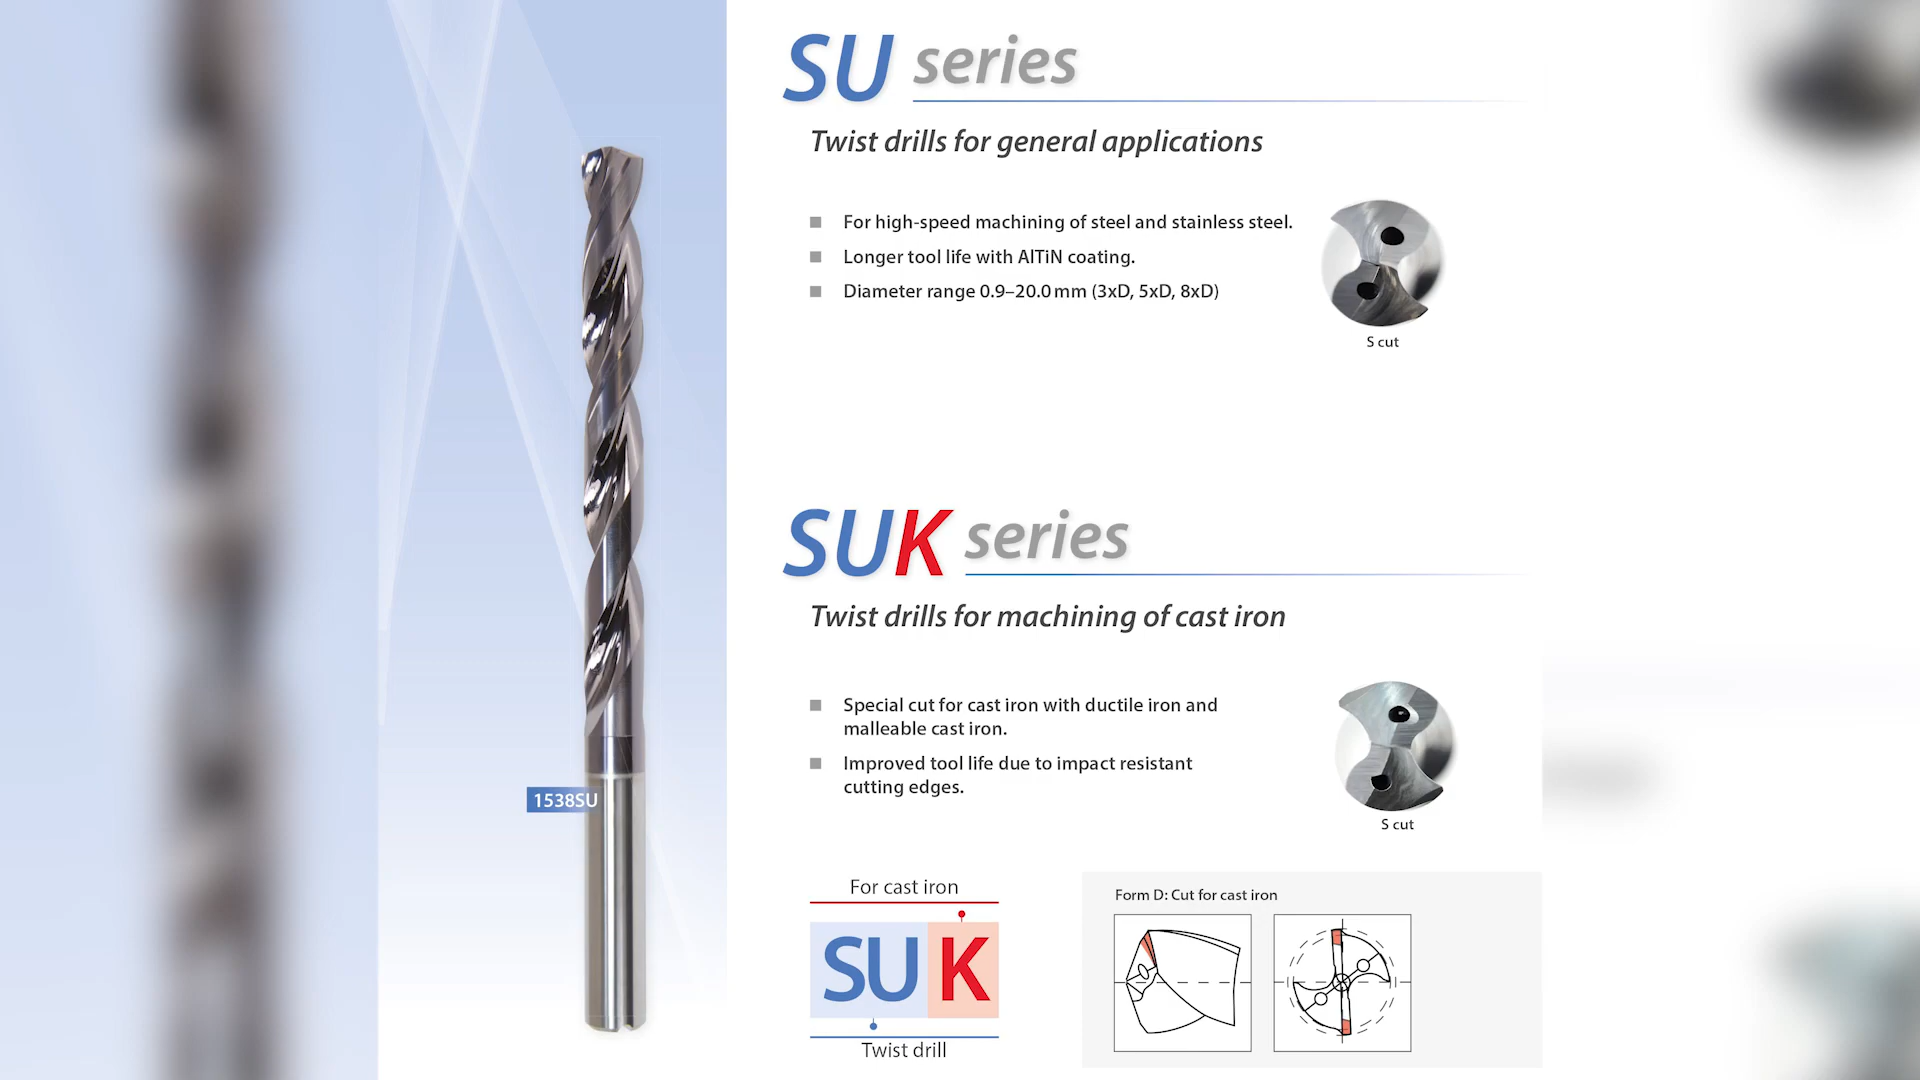 SU series
Twist drills for general applications
For high-speed machining of steel and stainless steel.
Longer tool life with AlTiN coating.
Diameter range 0.9–20.0 mm (3xD, 5xD, 8xD)
S cut
SUK series
Twist drills for machining of cast iron
Special cut for cast iron with ductile iron and
malleable cast iron.
Improved tool life due to impact resistant
cutting edges.
S cut
1538SU
For cast iron
SU K
Twist drill
Form D: Cut for cast iron